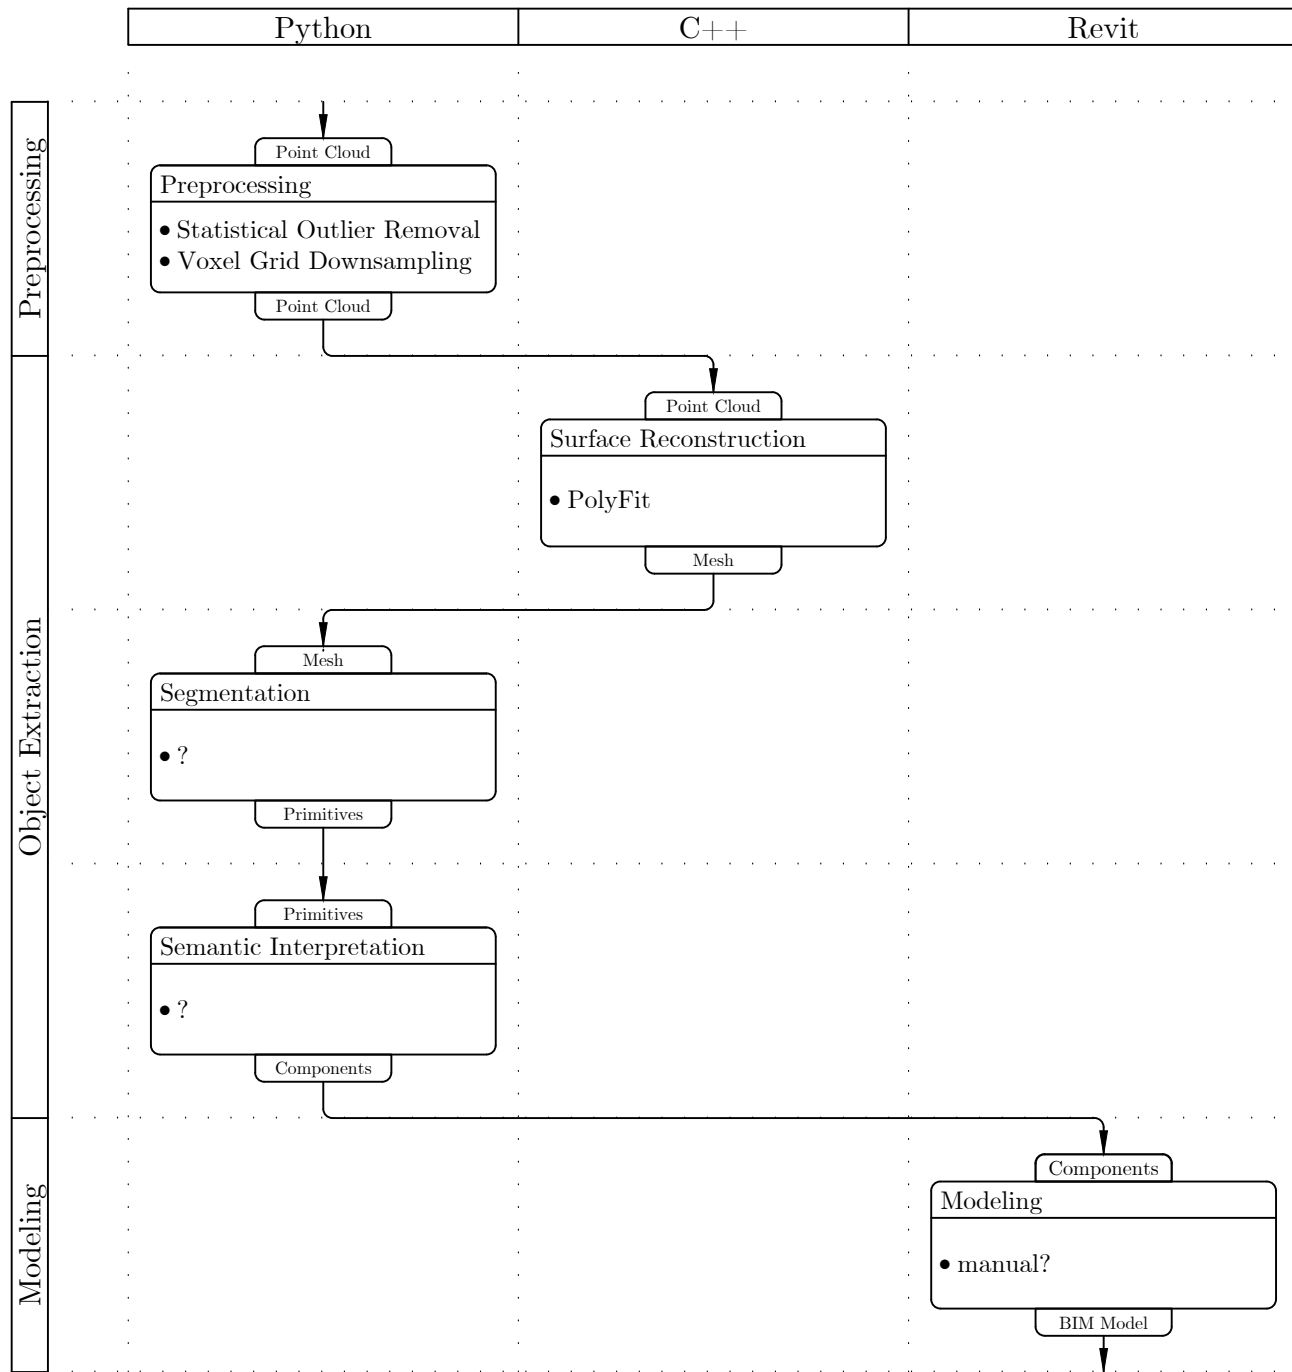 Python
C++
Revit
Preprocessing
Point Cloud
Preprocessing
• Statistical Outlier Removal
• Voxel Grid Downsampling
Point Cloud
Object Extraction
Point Cloud
Surface Reconstruction
• PolyFit
Mesh
Mesh
Segmentation
• ?
Primitives
Primitives
Semantic Interpretation
• ?
Components
Modeling
Components
Modeling
• manual?
BIM Model